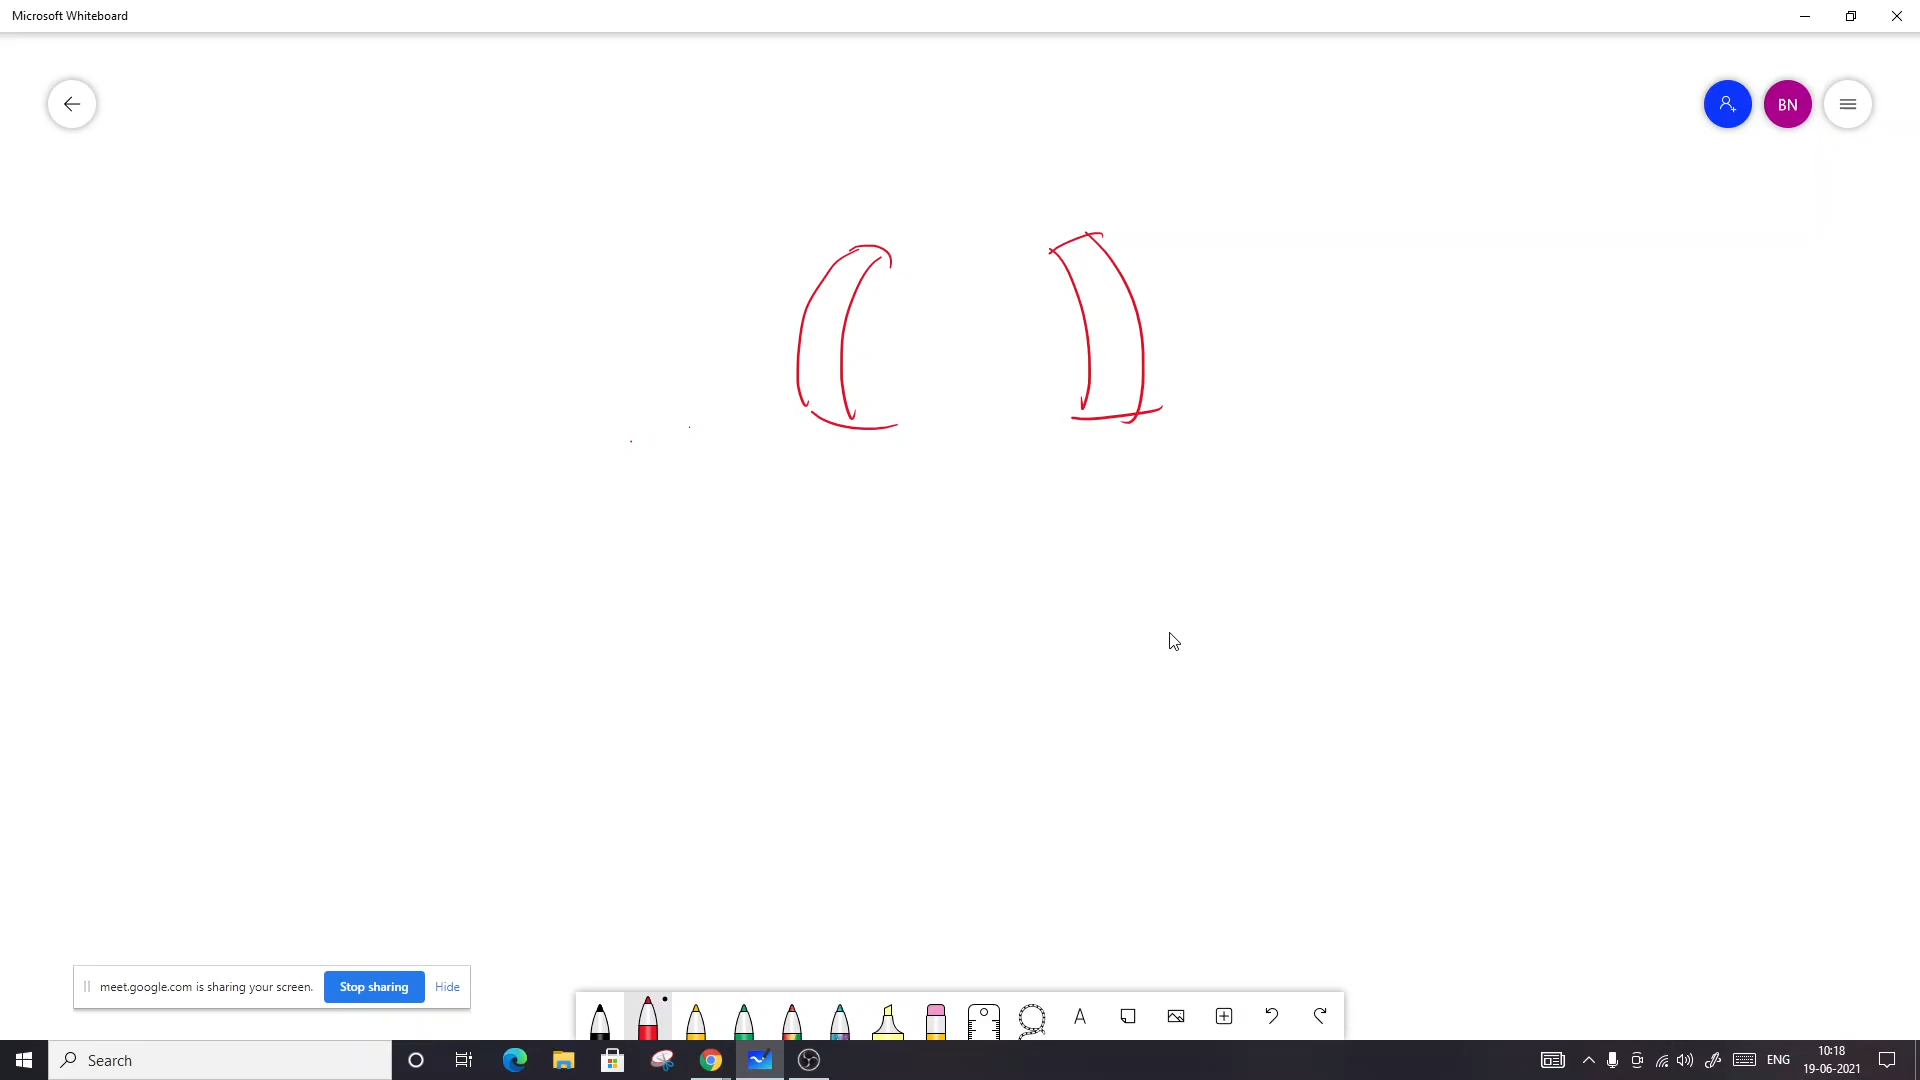 Microsoft Whiteboard
BN
meet.google.com is sharing your screen.
Stop sharing
Hide
A
Search
ENG
10:18
19-06-2021